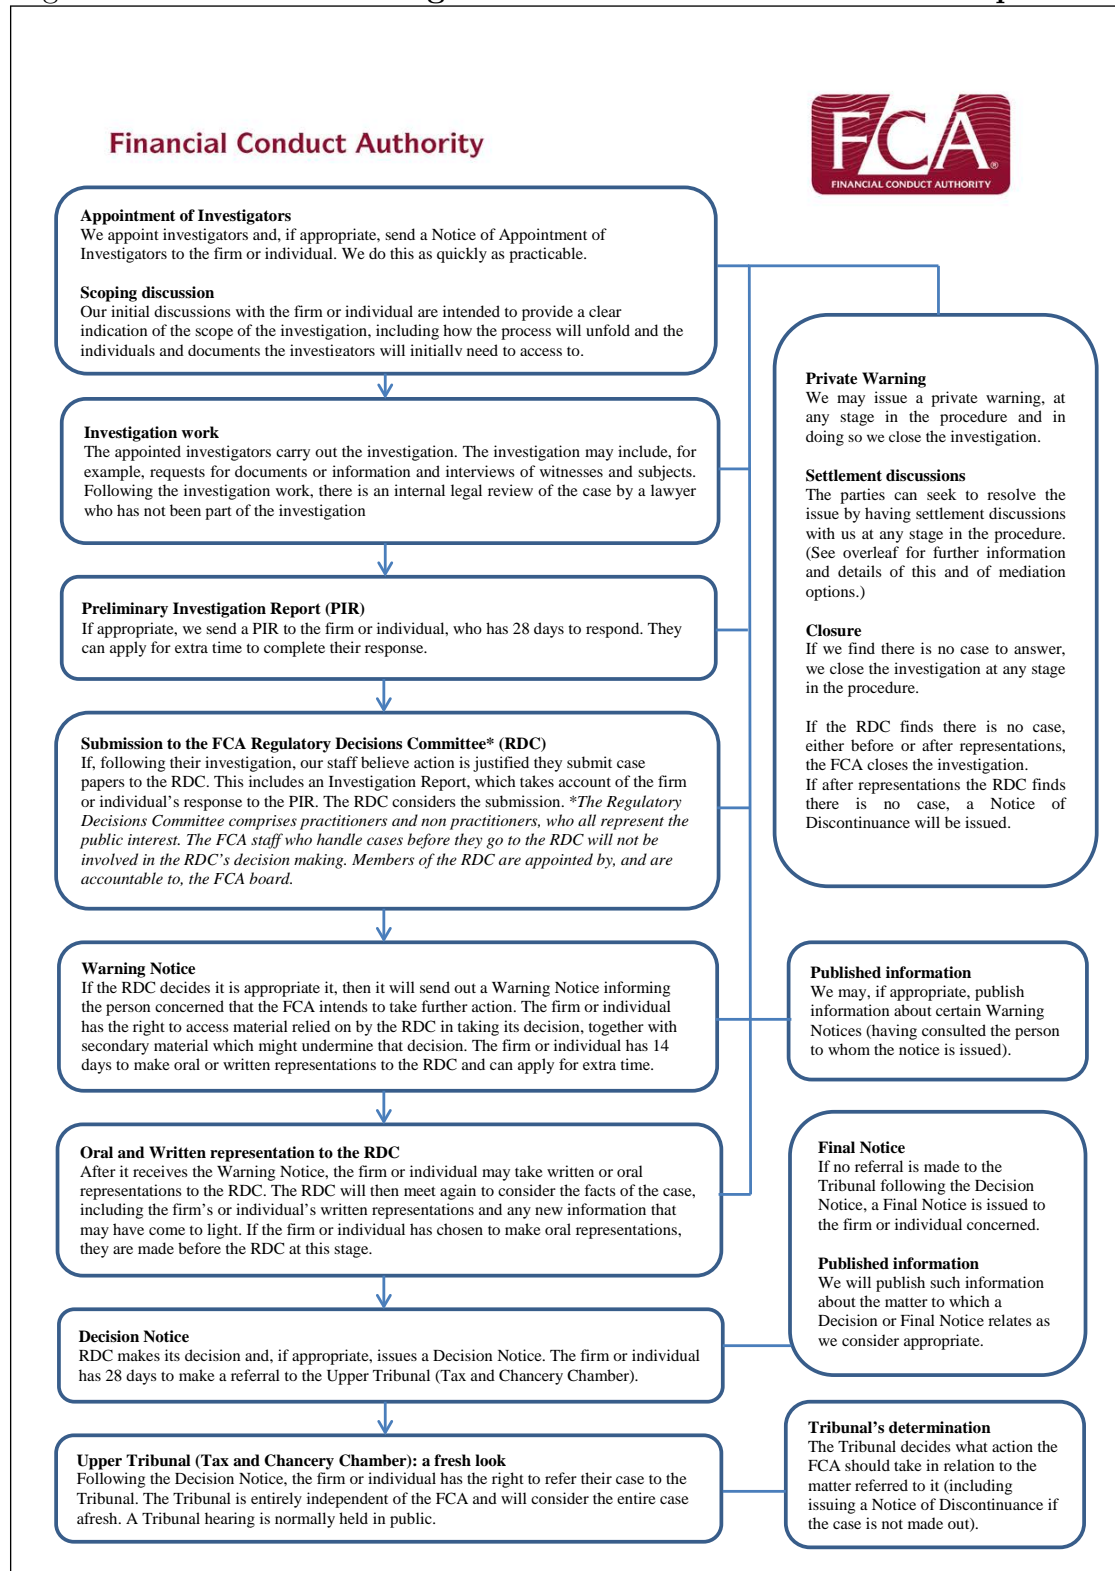 Financial Conduct Authority
FCA®
FINANCIAL CONDUCT AUTHORITY
Appointment of Investigators
We appoint investigators and, if appropriate, send a Notice of Appointment of
Investigators to the firm or individual. We do this as quickly as practicable.
Scoping discussion
Our initial discussions with the firm or individual are intended to provide a clear
indication of the scope of the investigation, including how the process will unfold and the
individuals and documents the investigators will initially need to access to.
Investigation work
The appointed investigators carry out the investigation. The investigation may include, for
example, requests for documents or information and interviews of witnesses and subjects.
Following the investigation work, there is an internal legal review of the case by a lawyer
who has not been part of the investigation
Preliminary Investigation Report (PIR)
If appropriate, we send a PIR to the firm or individual, who has 28 days to respond. They
can apply for extra time to complete their response.
Submission to the FCA Regulatory Decisions Committee* (RDC)
If, following their investigation, our staff believe action is justified they submit case
papers to the RDC. This includes an Investigation Report, which takes account of the firm
or individual's response to the PIR. The RDC considers the submission. *The Regulatory
Decisions Committee comprises practitioners and non practitioners, who all represent the
public interest. The FCA staff who handle cases before they go to the RDC will not be
involved in the RDC's decision making. Members of the RDC are appointed by, and are
accountable to, the FCA board.
Warning Notice
If the RDC decides it is appropriate it, then it will send out a Warning Notice informing
the person concerned that the FCA intends to take further action. The firm or individual
has the right to access material relied on by the RDC in taking its decision, together with
secondary material which might undermine that decision. The firm or individual has 14
days to make oral or written representations to the RDC and can apply for extra time.
Oral and Written representation to the RDC
After it receives the Warning Notice, the firm or individual may take written or oral
representations to the RDC. The RDC will then meet again to consider the facts of the case,
including the firm's or individual's written representations and any new information that
may have come to light. If the firm or individual has chosen to make oral representations,
they are made before the RDC at this stage.
Decision Notice
RDC makes its decision and, if appropriate, issues a Decision Notice. The firm or individual
has 28 days to make a referral to the Upper Tribunal (Tax and Chancery Chamber).
Upper Tribunal (Tax and Chancery Chamber): a fresh look
Following the Decision Notice, the firm or individual has the right to refer their case to the
Tribunal. The Tribunal is entirely independent of the FCA and will consider the entire case
afresh. A Tribunal hearing is normally held in public.
Private Warning
We may issue a private warning, at
any stage in the procedure and in
doing so we close the investigation.
Settlement discussions
The parties can seek to resolve the
issue by having settlement discussions
with us at any stage in the procedure.
(See overleaf for further information
and details of this and of mediation
options.)
Closure
If we find there is no case to answer,
we close the investigation at any stage
in the procedure.
If the RDC finds there is no case,
either before or after representations,
the FCA closes the investigation.
If after representations the RDC finds
there is no case, a Notice of
Discontinuance will be issued.
Published information
We may, if appropriate, publish
information about certain Warning
Notices (having consulted the person
to whom the notice is issued).
Final Notice
If no referral is made to the
Tribunal following the Decision
Notice, a Final Notice is issued to
the firm or individual concerned.
Published information
We will publish such information
about the matter to which a
Decision or Final Notice relates as
we consider appropriate.
Tribunal's determination
The Tribunal decides what action the
FCA should take in relation to the
matter referred to it (including
issuing a Notice of Discontinuance if
the case is not made out).